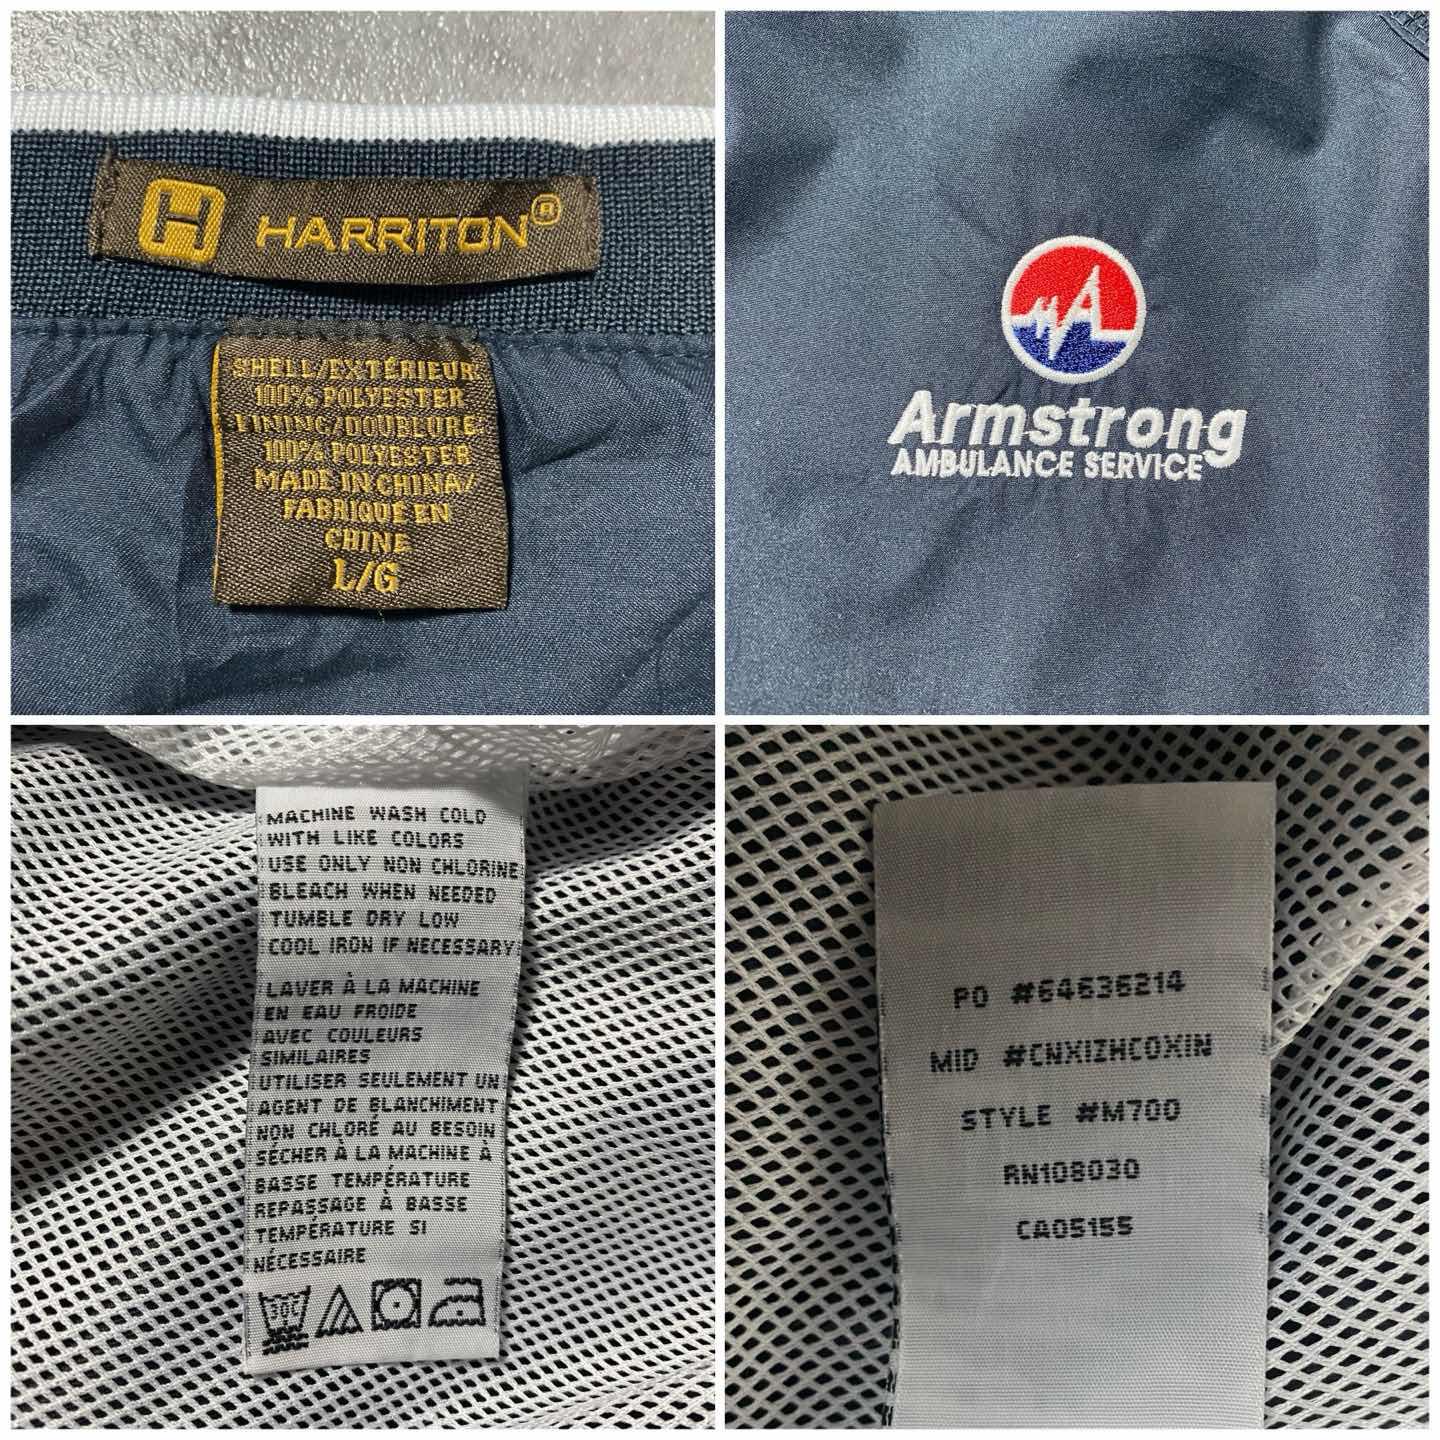 H HARRITON®
SHELL/EXTÉRIEUR
100% POLYESTER
LINING/DOUBLURE
100% POLYESTER
MADE IN CHINA/
FABRIQUÉ EN
CHINE
L/G
Armstrong
AMBULANCE SERVICE
MACHINE WASH COLD
WITH LIKE COLORS
USE ONLY NON CHLORINE
BLEACH WHEN NEEDED
TUMBLE DRY LOW
COOL IRON IF NECESSARY
LAVER À LA MACHINE
EN EAU FROIDE
AVEC COULEURS
SIMILAIRES
UTILISER SEULEMENT UN
AGENT DE BLANCHIMENT
NON CHLORÉ AU BESOIN
SÉCHER À LA MACHINE À
BASSE TEMPÉRATURE
REPASSAGE À BASSE
TEMPÉRATURE SI
NÉCESSAIRE
30C
PO #64636214
MID #CNXIZHCOXIN
STYLE #M700
RN108030
CA05155